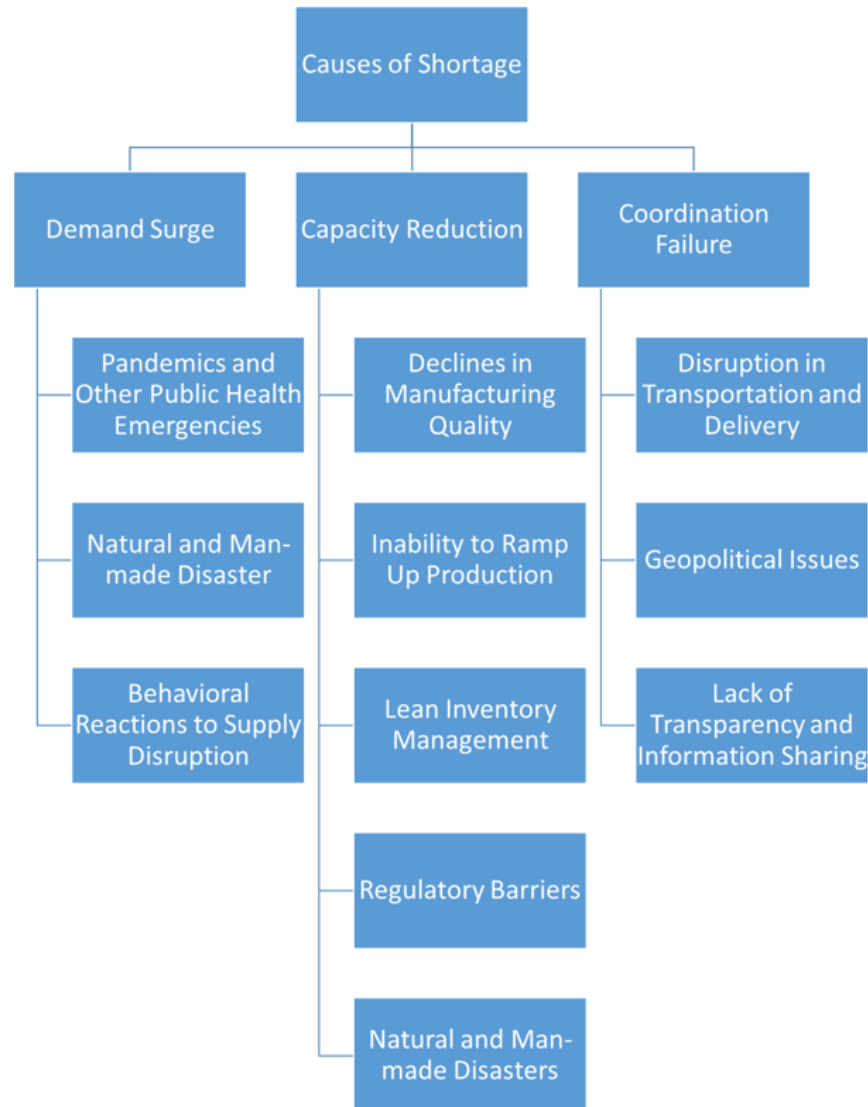 Causes of Shortage
Demand Surge
Capacity Reduction
Coordination
Failure
Pandemics and
Other Public Health
Emergencies
Natural and Man-
made Disaster
Behavioral
Reactions to Supply
Disruption
Declines in
Manufacturing
Quality
Inability to Ramp
Up Production
Lean Inventory
Management
Regulatory Barriers
Natural and Man-
made Disasters
Disruption in
Transportation and
Delivery
Geopolitical Issues
Lack of
Transparency and
Information Sharing